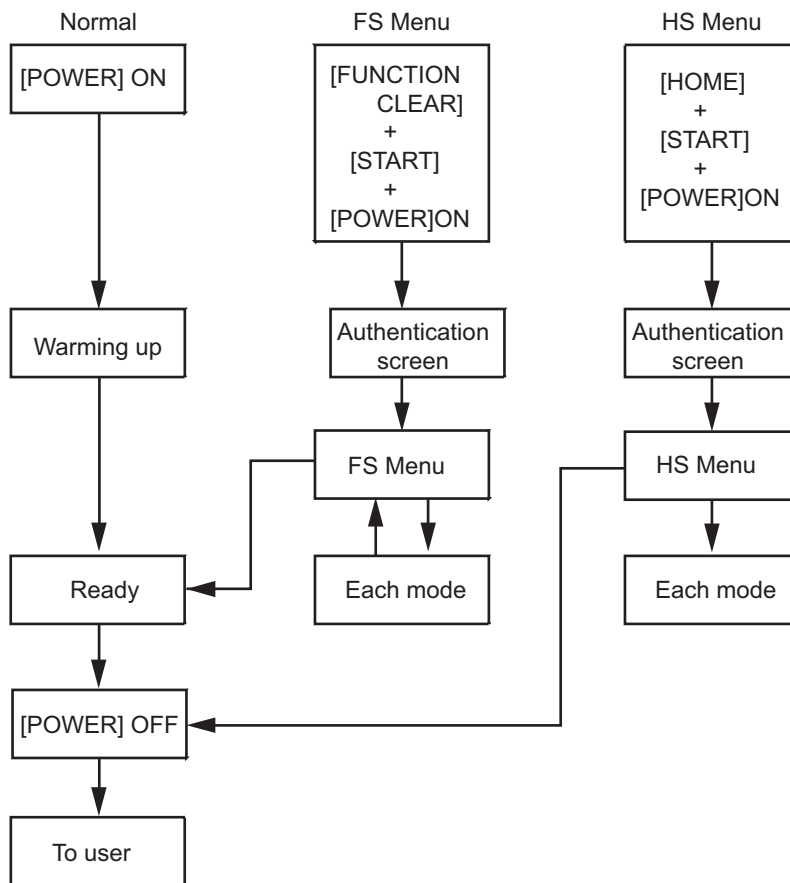 Normal
FS Menu
HS Menu
[POWER] ON
[FUNCTION
CLEAR]
+
[START]
+
[POWER]ON
[HOME]
+
[START]
+
[POWER]ON
Warming up
Authentication
screen
Authentication
screen
FS Menu
HS Menu
Ready
Each mode
Each mode
[POWER] OFF
To user